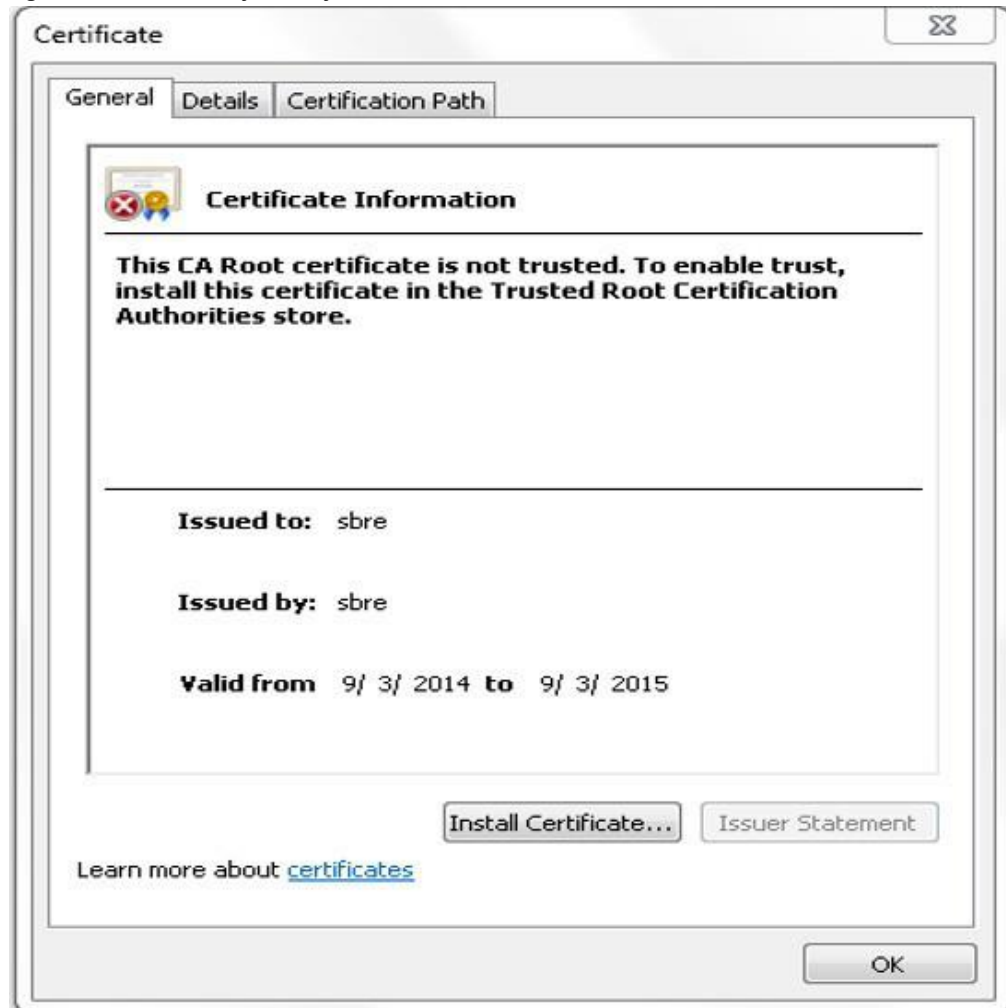 Certificate
General Details Certification Path
Certificate Information
This CA Root certificate is not trusted. To enable trust,
install this certificate in the Trusted Root Certification
Authorities store.
Issued to: sbre
Issued by: sbre
Valid from 9/ 3/ 2014 to 9/ 3/ 2015
Install Certificate... Issuer Statement
Learn more about certificates
OK